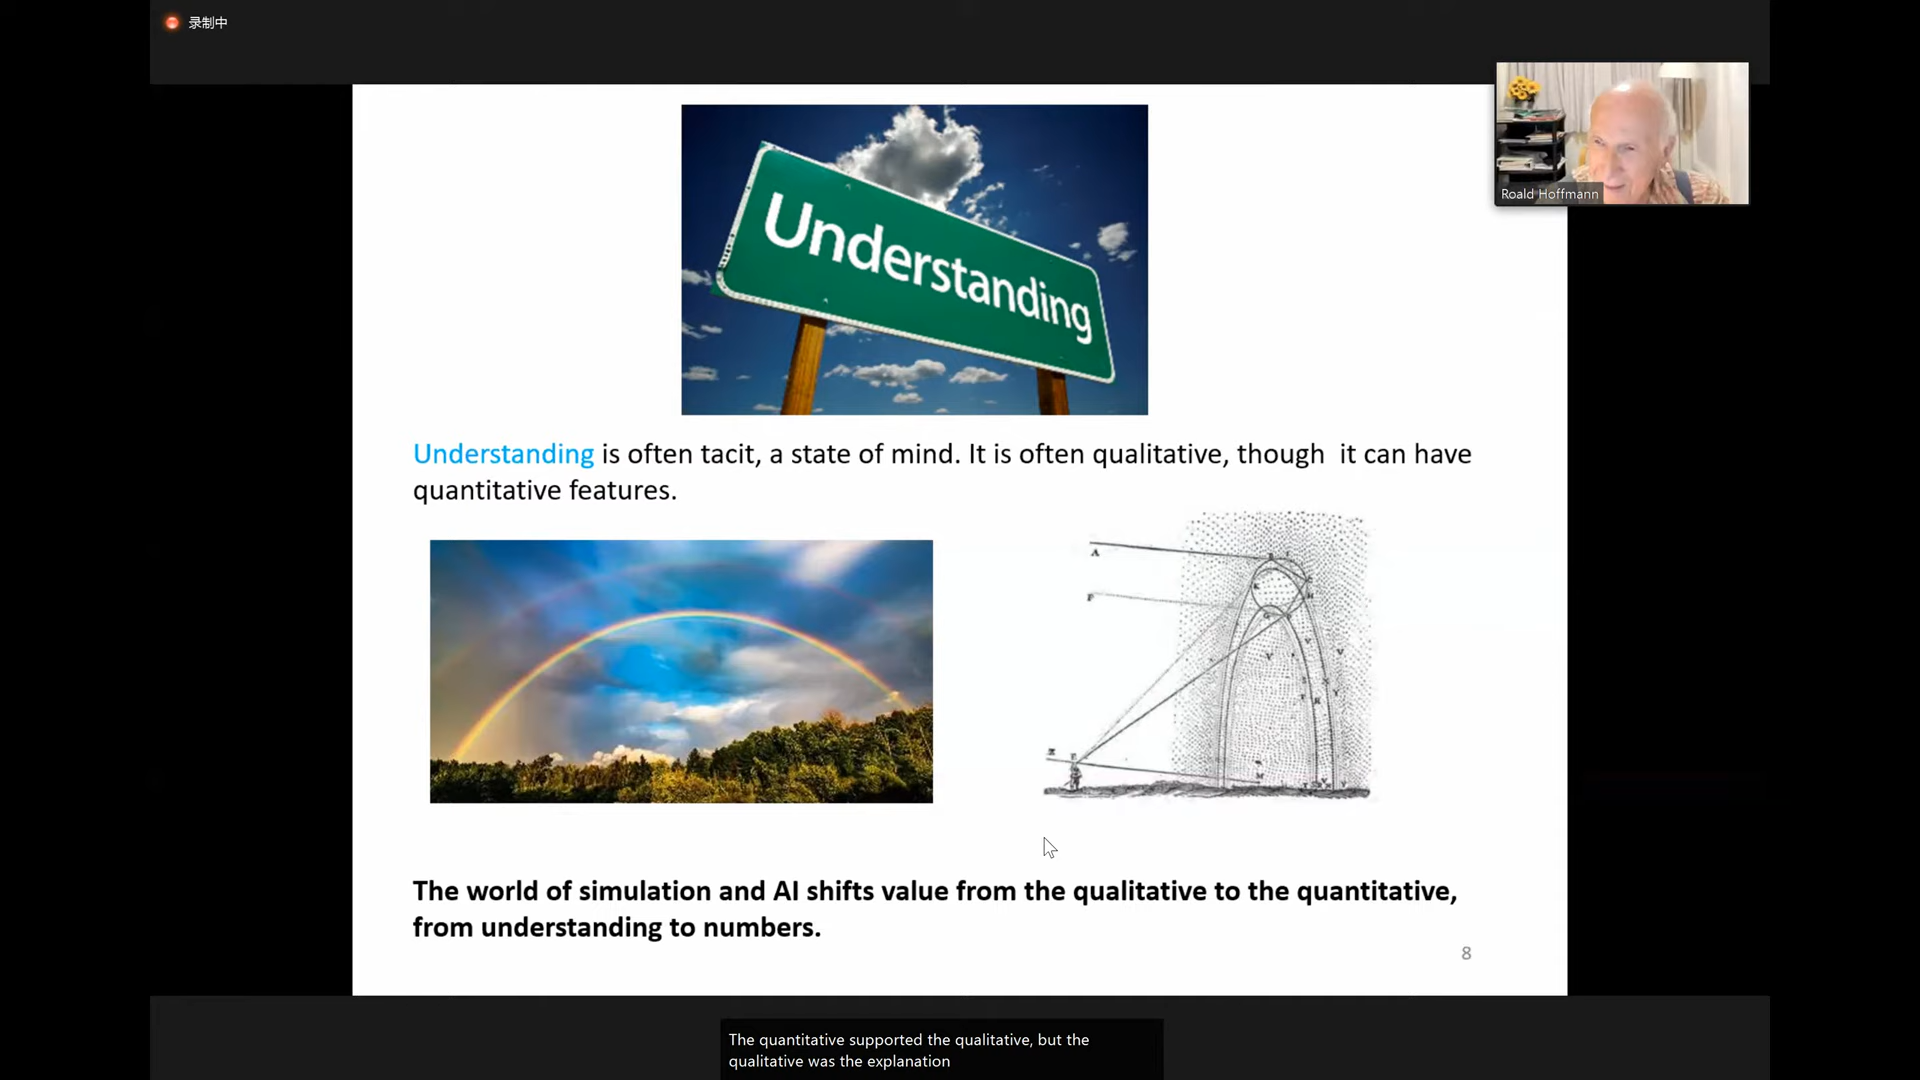 录制中
Understanding
Roald Hoffmann
Understanding is often tacit, a state of mind. It is often qualitative, though  it can have
quantitative features.
A
F
The world of simulation and AI shifts value from the qualitative to the quantitative,
from understanding to numbers.
8
The quantitative supported the qualitative, but the
qualitative was the explanation